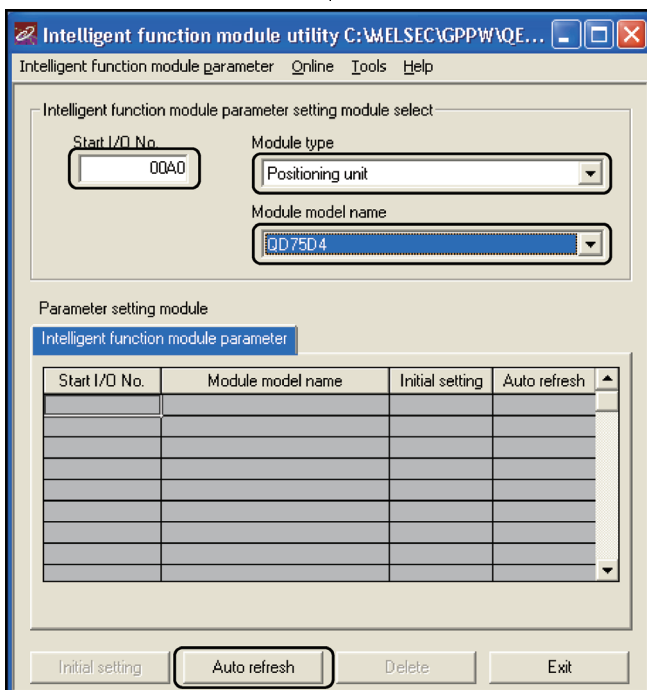 Intelligent function module utility C:\MELSEC\GPPW\QE...
Intelligent function module parameter Online Tools Help
Intelligent function module parameter setting module select
Start I/O No. Module type
00A0 Positioning unit
Module model name
QD75D4
Parameter setting module
Intelligent function module parameter
Start I/O No. Module model name Initial setting Auto refresh
Initial setting Auto refresh Delete Exit